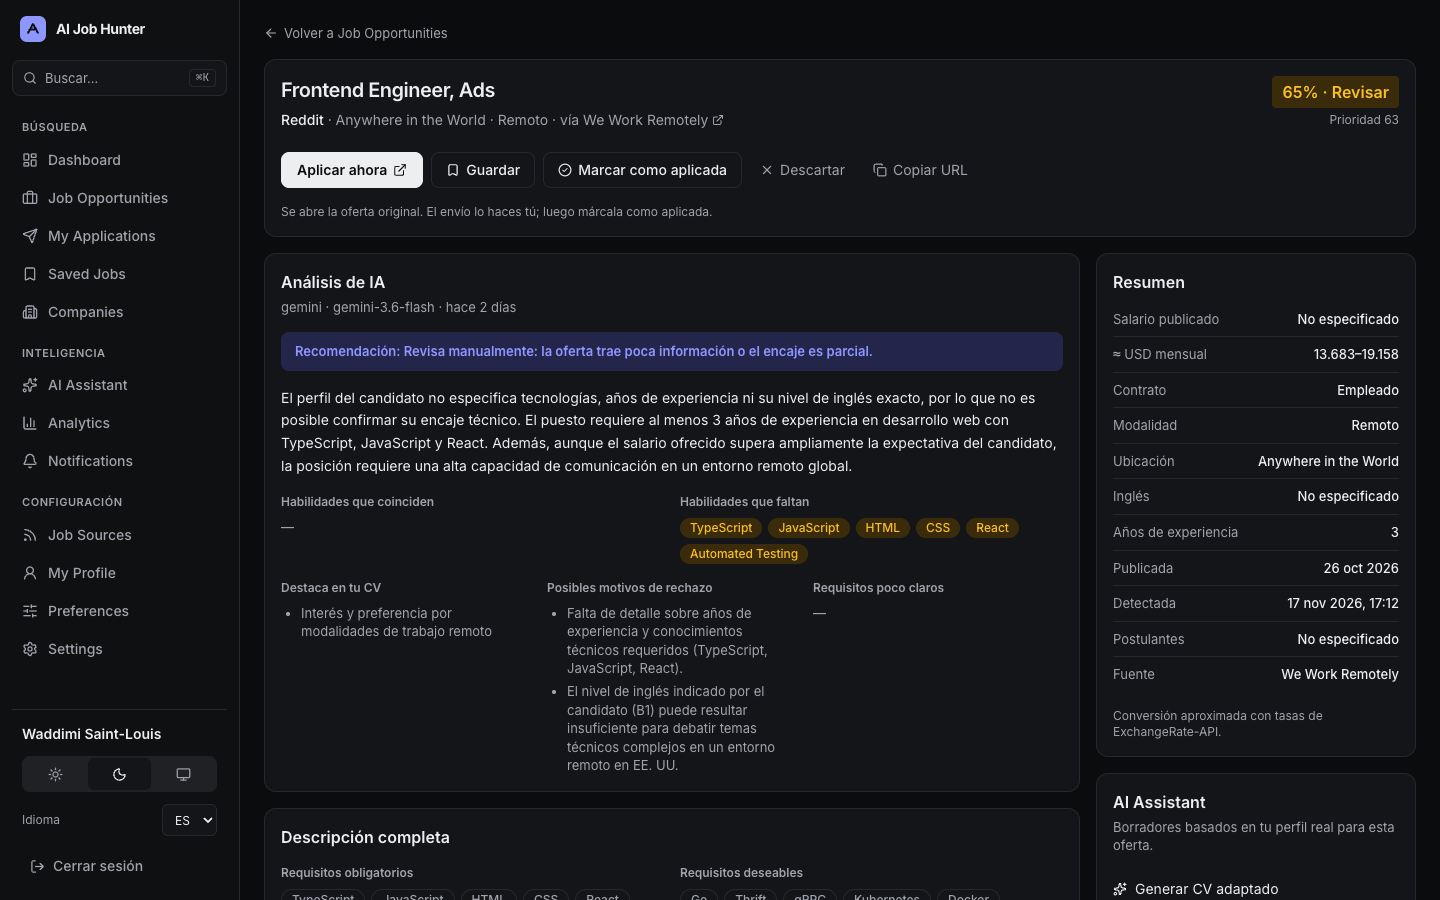 AI Job Hunter
Buscar...
⌘K
BÚSQUEDA
Dashboard
Job Opportunities
My Applications
Saved Jobs
Companies
INTELIGENCIA
AI Assistant
Analytics
Notifications
CONFIGURACIÓN
Job Sources
My Profile
Preferences
Settings
Waddimi Saint-Louis
Idioma
ES
Cerrar sesión
Volver a Job Opportunities
Frontend Engineer, Ads
Reddit · Anywhere in the World · Remoto · vía We Work Remotely
65% · Revisar
Prioridad 63
Aplicar ahora
Guardar
Marcar como aplicada
Descartar
Copiar URL
Se abre la oferta original. El envío lo haces tú; luego márcala como aplicada.
Análisis de IA
gemini · gemini-3.6-flash · hace 2 días
Recomendación: Revisa manualmente: la oferta trae poca información o el encaje es parcial.
El perfil del candidato no especifica tecnologías, años de experiencia ni su nivel de inglés exacto, por lo que no es
posible confirmar su encaje técnico. El puesto requiere al menos 3 años de experiencia en desarrollo web con
TypeScript, JavaScript y React. Además, aunque el salario ofrecido supera ampliamente la expectativa del candidato,
la posición requiere una alta capacidad de comunicación en un entorno remoto global.
Habilidades que coinciden
—
Habilidades que faltan
TypeScript
JavaScript
HTML
CSS
React
Automated Testing
Destaca en tu CV
• Interés y preferencia por
modalidades de trabajo remoto
Posibles motivos de rechazo
• Falta de detalle sobre años de
experiencia y conocimientos
técnicos requeridos (TypeScript,
JavaScript, React).
• El nivel de inglés indicado por el
candidato (B1) puede resultar
insuficiente para debatir temas
técnicos complejos en un entorno
remoto en EE. UU.
Requisitos poco claros
—
Descripción completa
Requisitos obligatorios
TypeScript
JavaScript
HTML
CSS
React
Requisitos deseables
Go
Thrift
gRPC
Kubernetes
Docker
Resumen
Salario publicado No especificado
≈ USD mensual 13.683–19.158
Contrato Empleado
Modalidad Remoto
Ubicación Anywhere in the World
Inglés No especificado
Años de experiencia 3
Publicada 26 oct 2026
Detectada 17 nov 2026, 17:12
Postulantes No especificado
Fuente We Work Remotely
Conversión aproximada con tasas de
ExchangeRate-API.
AI Assistant
Borradores basados en tu perfil real para esta
oferta.
Generar CV adaptado